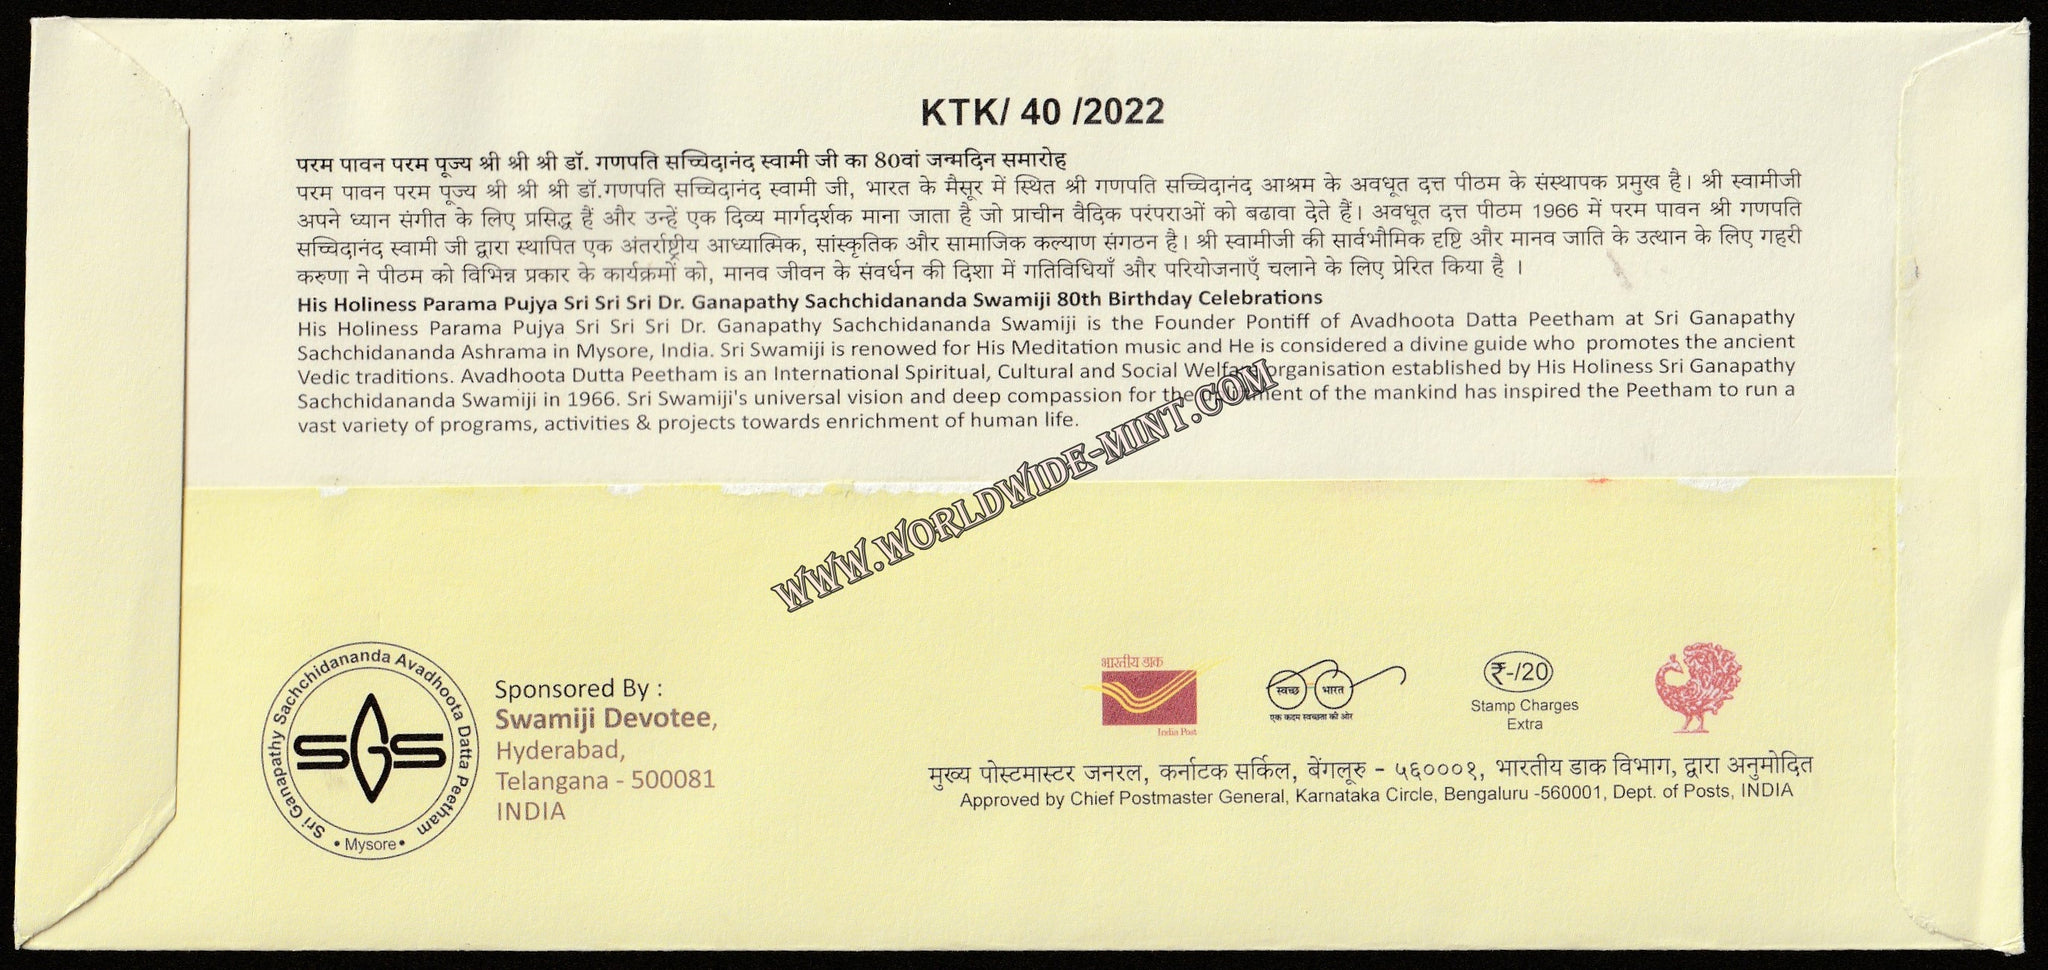 KTK/ 40 /2022
परम पावन परम पूज्य श्री श्री श्री डॉ. गणपति सच्चिदानंद स्वामी जी का 80वां जन्मदिन समारोह
परम पावन परम पूज्य श्री श्री श्री डॉ.गणपति सच्चिदानंद स्वामी जी, भारत के मैसूर में स्थित श्री गणपति सच्चिदानंद आश्रम के अवधूत दत्त पीठम के संस्थापक प्रमुख है। श्री स्वामीजी
अपने ध्यान संगीत के लिए प्रसिद्ध हैं और उन्हें एक दिव्य मार्गदर्शक माना जाता है जो प्राचीन वैदिक परंपराओं को बढावा देते हैं। अवधूत दत्त पीठम 1966 में परम पावन श्री गणपति
सच्चिदानंद स्वामी जी द्वारा स्थापित एक अंतर्राष्ट्रीय आध्यात्मिक, सांस्कृतिक और सामाजिक कल्याण संगठन है। श्री स्वामीजी की सार्वभौमिक दृष्टि और मानव जाति के उत्थान के लिए गहरी
करुणा ने पीठम को विभिन्न प्रकार के कार्यक्रमों को, मानव जीवन के संवर्धन की दिशा में गतिविधियाँ और परियोजनाएँ चलाने के लिए प्रेरित किया है ।
His Holiness Parama Pujya Sri Sri Sri Dr. Ganapathy Sachchidananda Swamiji 80th Birthday Celebrations
His Holiness Parama Pujya Sri Sri Sri Dr. Ganapathy Sachchidananda Swamiji is the Founder Pontiff of Avadhoota Datta Peetham at Sri Ganapathy
Sachchidananda Ashrama in Mysore, India. Sri Swamiji is renowed for His Meditation music and He is considered a divine guide who promotes the ancient
Vedic traditions. Avadhoota Dutta Peetham is an International Spiritual, Cultural and Social Welfare organisation established by His Holiness Sri Ganapathy
Sachchidananda Swamiji in 1966. Sri Swamiji's universal vision and deep compassion for the of the mankind has inspired the Peetham to run a
vast variety of programs, activities & projects towards enrichment of human life.
WWW.WORLDWIDE-MINT.COM
Sri Ganapathy Sachchidananda Avadhoota Datta Peetham
SGS
• Mysore •
Sponsored By :
Swamiji Devotee,
Hyderabad,
Telangana - 500081
INDIA
भारतीय डाक
India Post
स्वच्छ भारत
एक कदम स्वच्छता की ओर
₹-/20
Stamp Charges
Extra
मुख्य पोस्टमास्टर जनरल, कर्नाटक सर्किल, बेंगलूरु - ५६०००१, भारतीय डाक विभाग, द्वारा अनुमोदित
Approved by Chief Postmaster General, Karnataka Circle, Bengaluru -560001, Dept. of Posts, INDIA